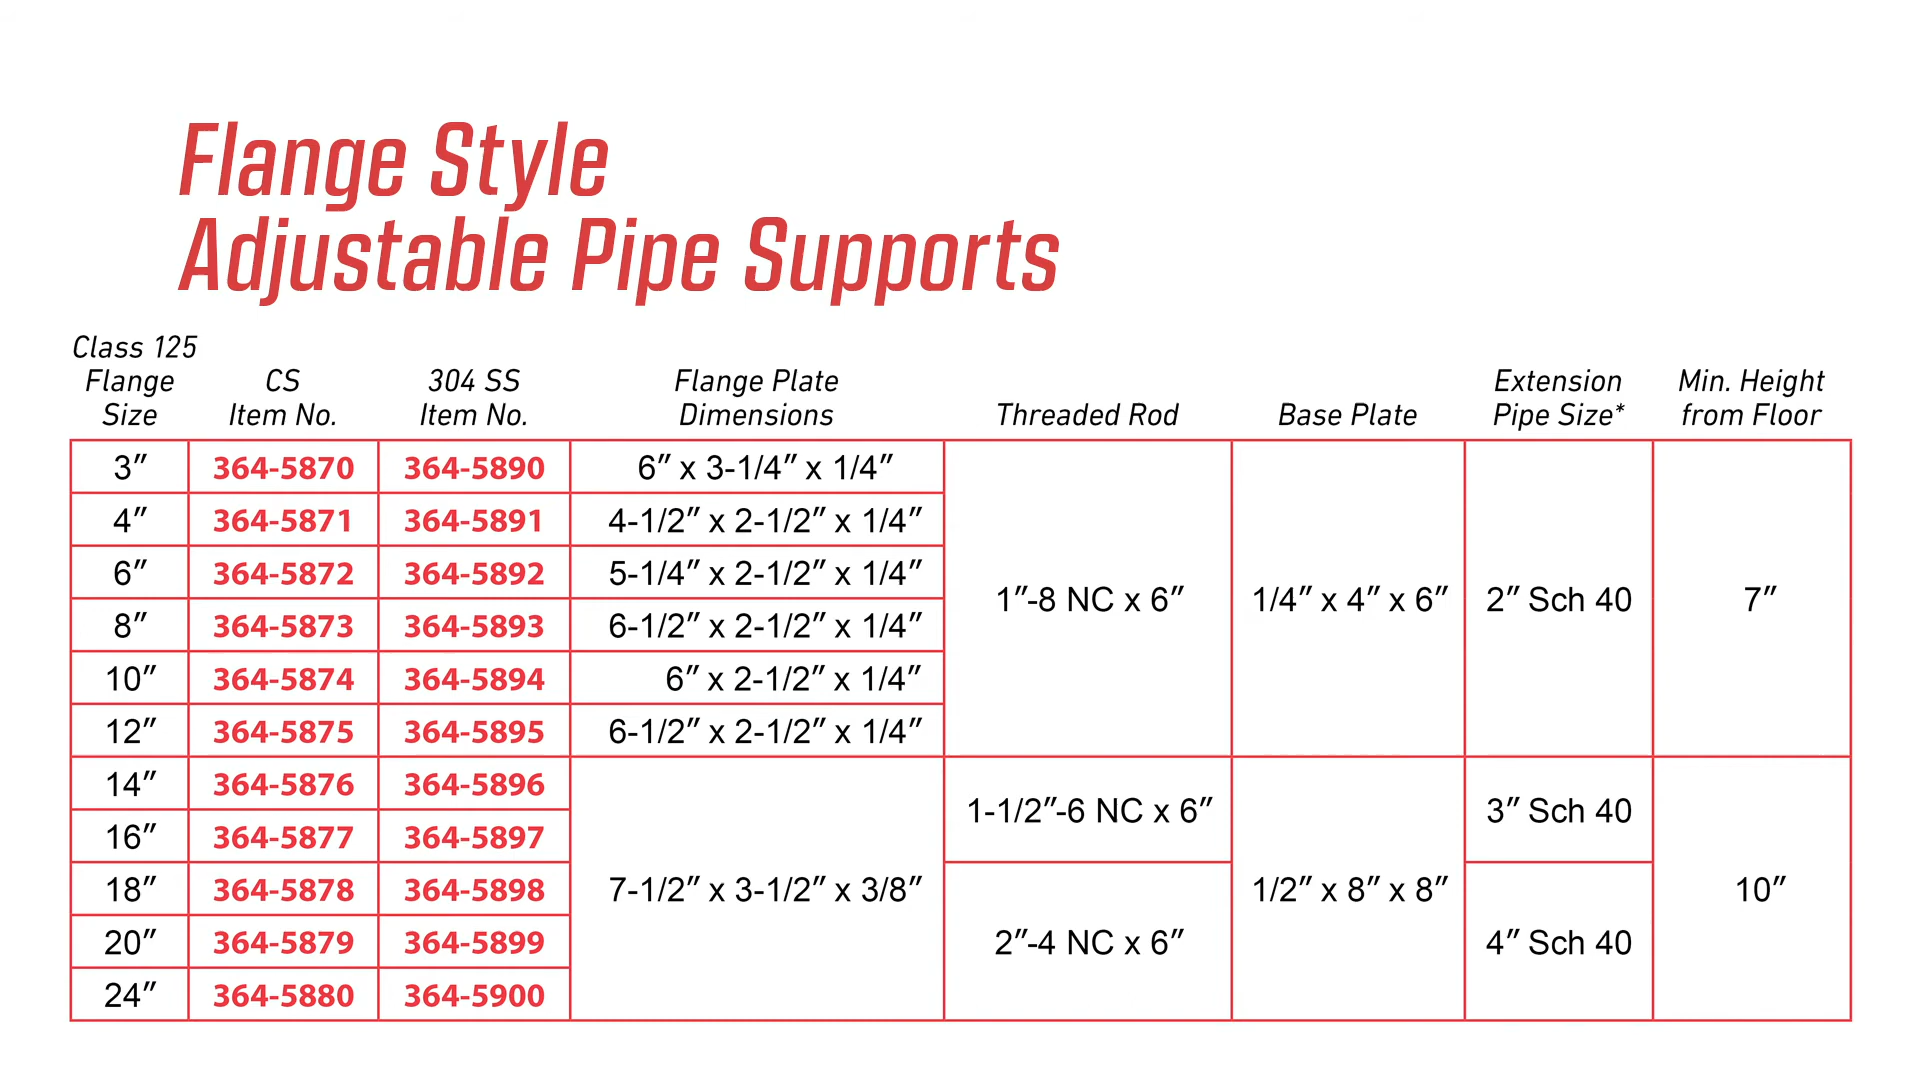 Flange Style
Adjustable Pipe Supports
Class 125
Flange Size
CS
Item No.
304 SS
Item No.
Flange Plate
Dimensions
Threaded Rod
Base Plate
Extension
Pipe Size*
Min. Height
from Floor
3″ 364-5870 364-5890 6″ x 3-1/4″ x 1/4″
4″ 364-5871 364-5891 4-1/2″ x 2-1/2″ x 1/4″
6″ 364-5872 364-5892 5-1/4″ x 2-1/2″ x 1/4″
1″-8 NC x 6″ 1/4″ x 4″ x 6″ 2″ Sch 40 7″
8″ 364-5873 364-5893 6-1/2″ x 2-1/2″ x 1/4″
10″ 364-5874 364-5894 6″ x 2-1/2″ x 1/4″
12″ 364-5875 364-5895 6-1/2″ x 2-1/2″ x 1/4″
14″ 364-5876 364-5896
1-1/2″-6 NC x 6″ 3″ Sch 40
16″ 364-5877 364-5897
18″ 364-5878 364-5898 7-1/2″ x 3-1/2″ x 3/8″ 1/2″ x 8″ x 8″ 10″
20″ 364-5879 364-5899 2″-4 NC x 6″ 4″ Sch 40
24″ 364-5880 364-5900